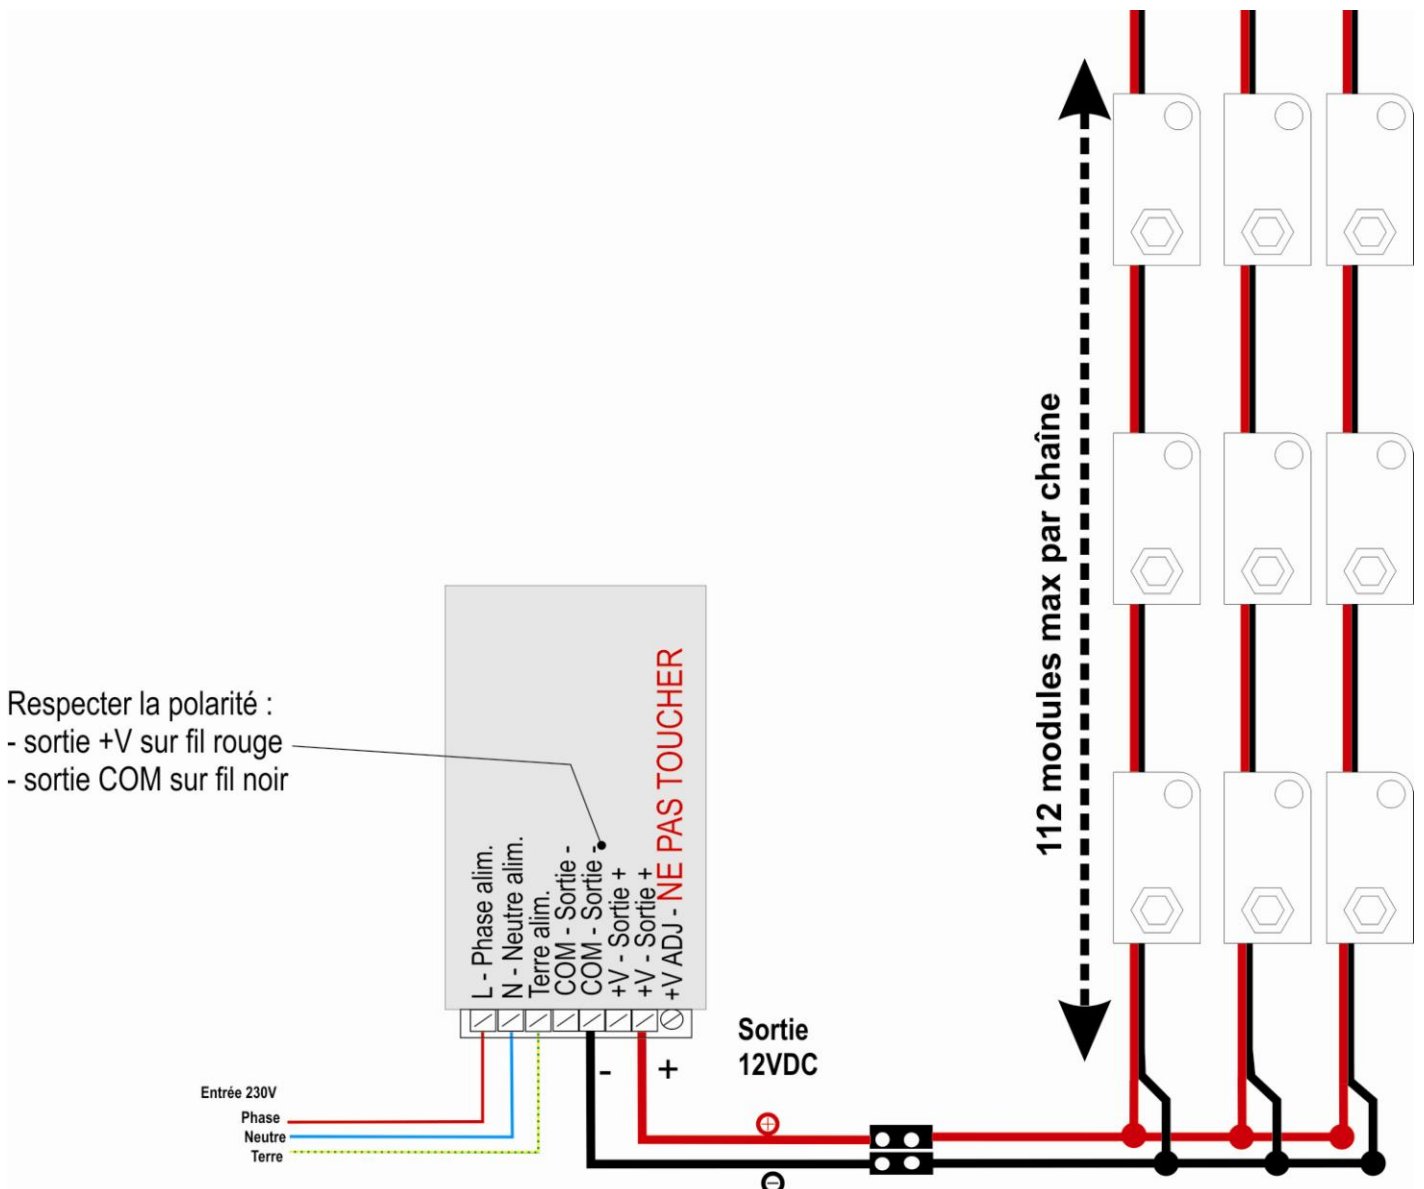 112 modules max par chaîne
Respecter la polarité :
- sortie +V sur fil rouge
- sortie COM sur fil noir
L - Phase alim.
N - Neutre alim.
Terre alim.
COM - Sortie -
COM - Sortie -
+V - Sortie +
+V - Sortie +
+V ADJ - NE PAS TOUCHER
- +
Sortie
12VDC
Entrée 230V
Phase
Neutre
Terre
+
-